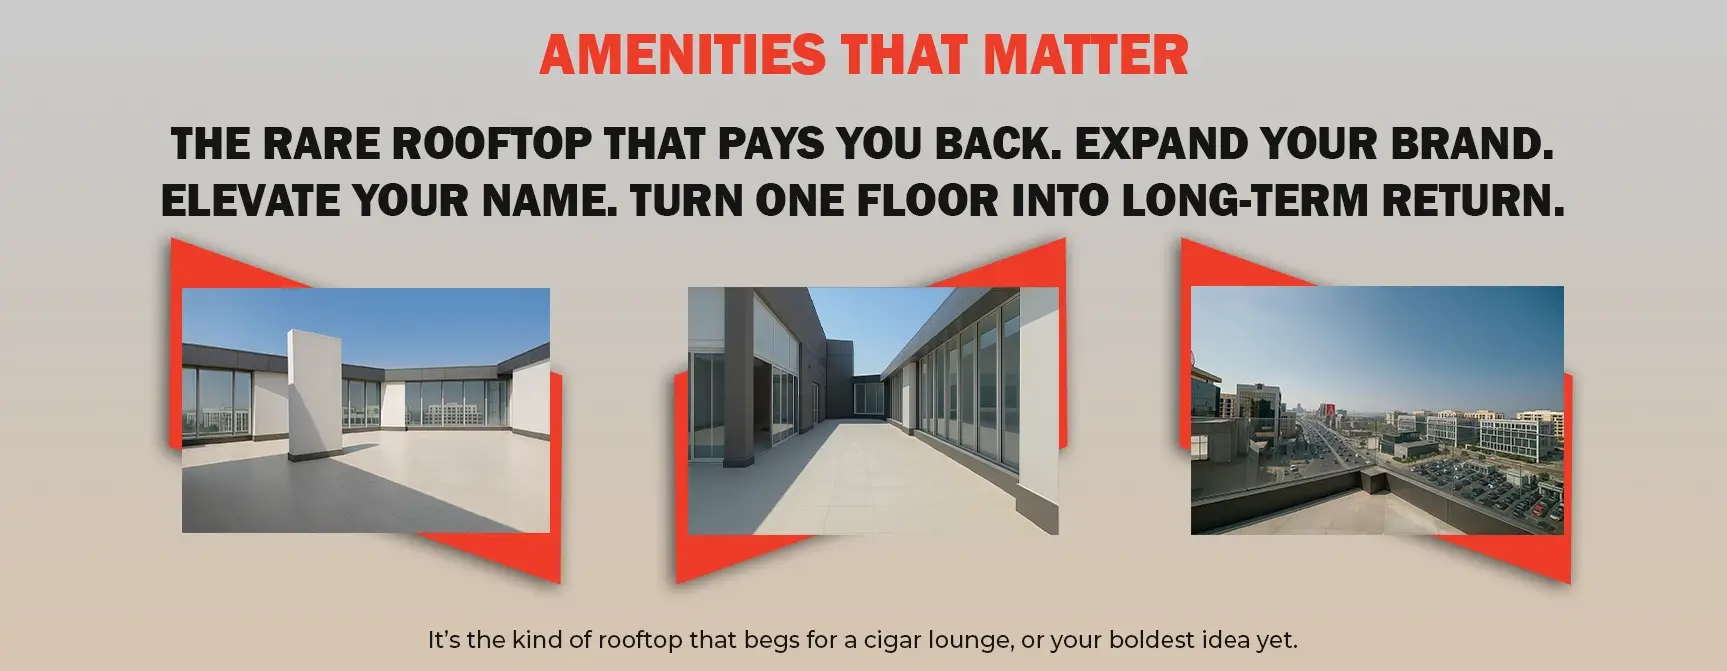 AMENITIES THAT MATTER
THE RARE ROOFTOP THAT PAYS YOU BACK. EXPAND YOUR BRAND.
ELEVATE YOUR NAME. TURN ONE FLOOR INTO LONG-TERM RETURN.
It's the kind of rooftop that begs for a cigar lounge, or your boldest idea yet.